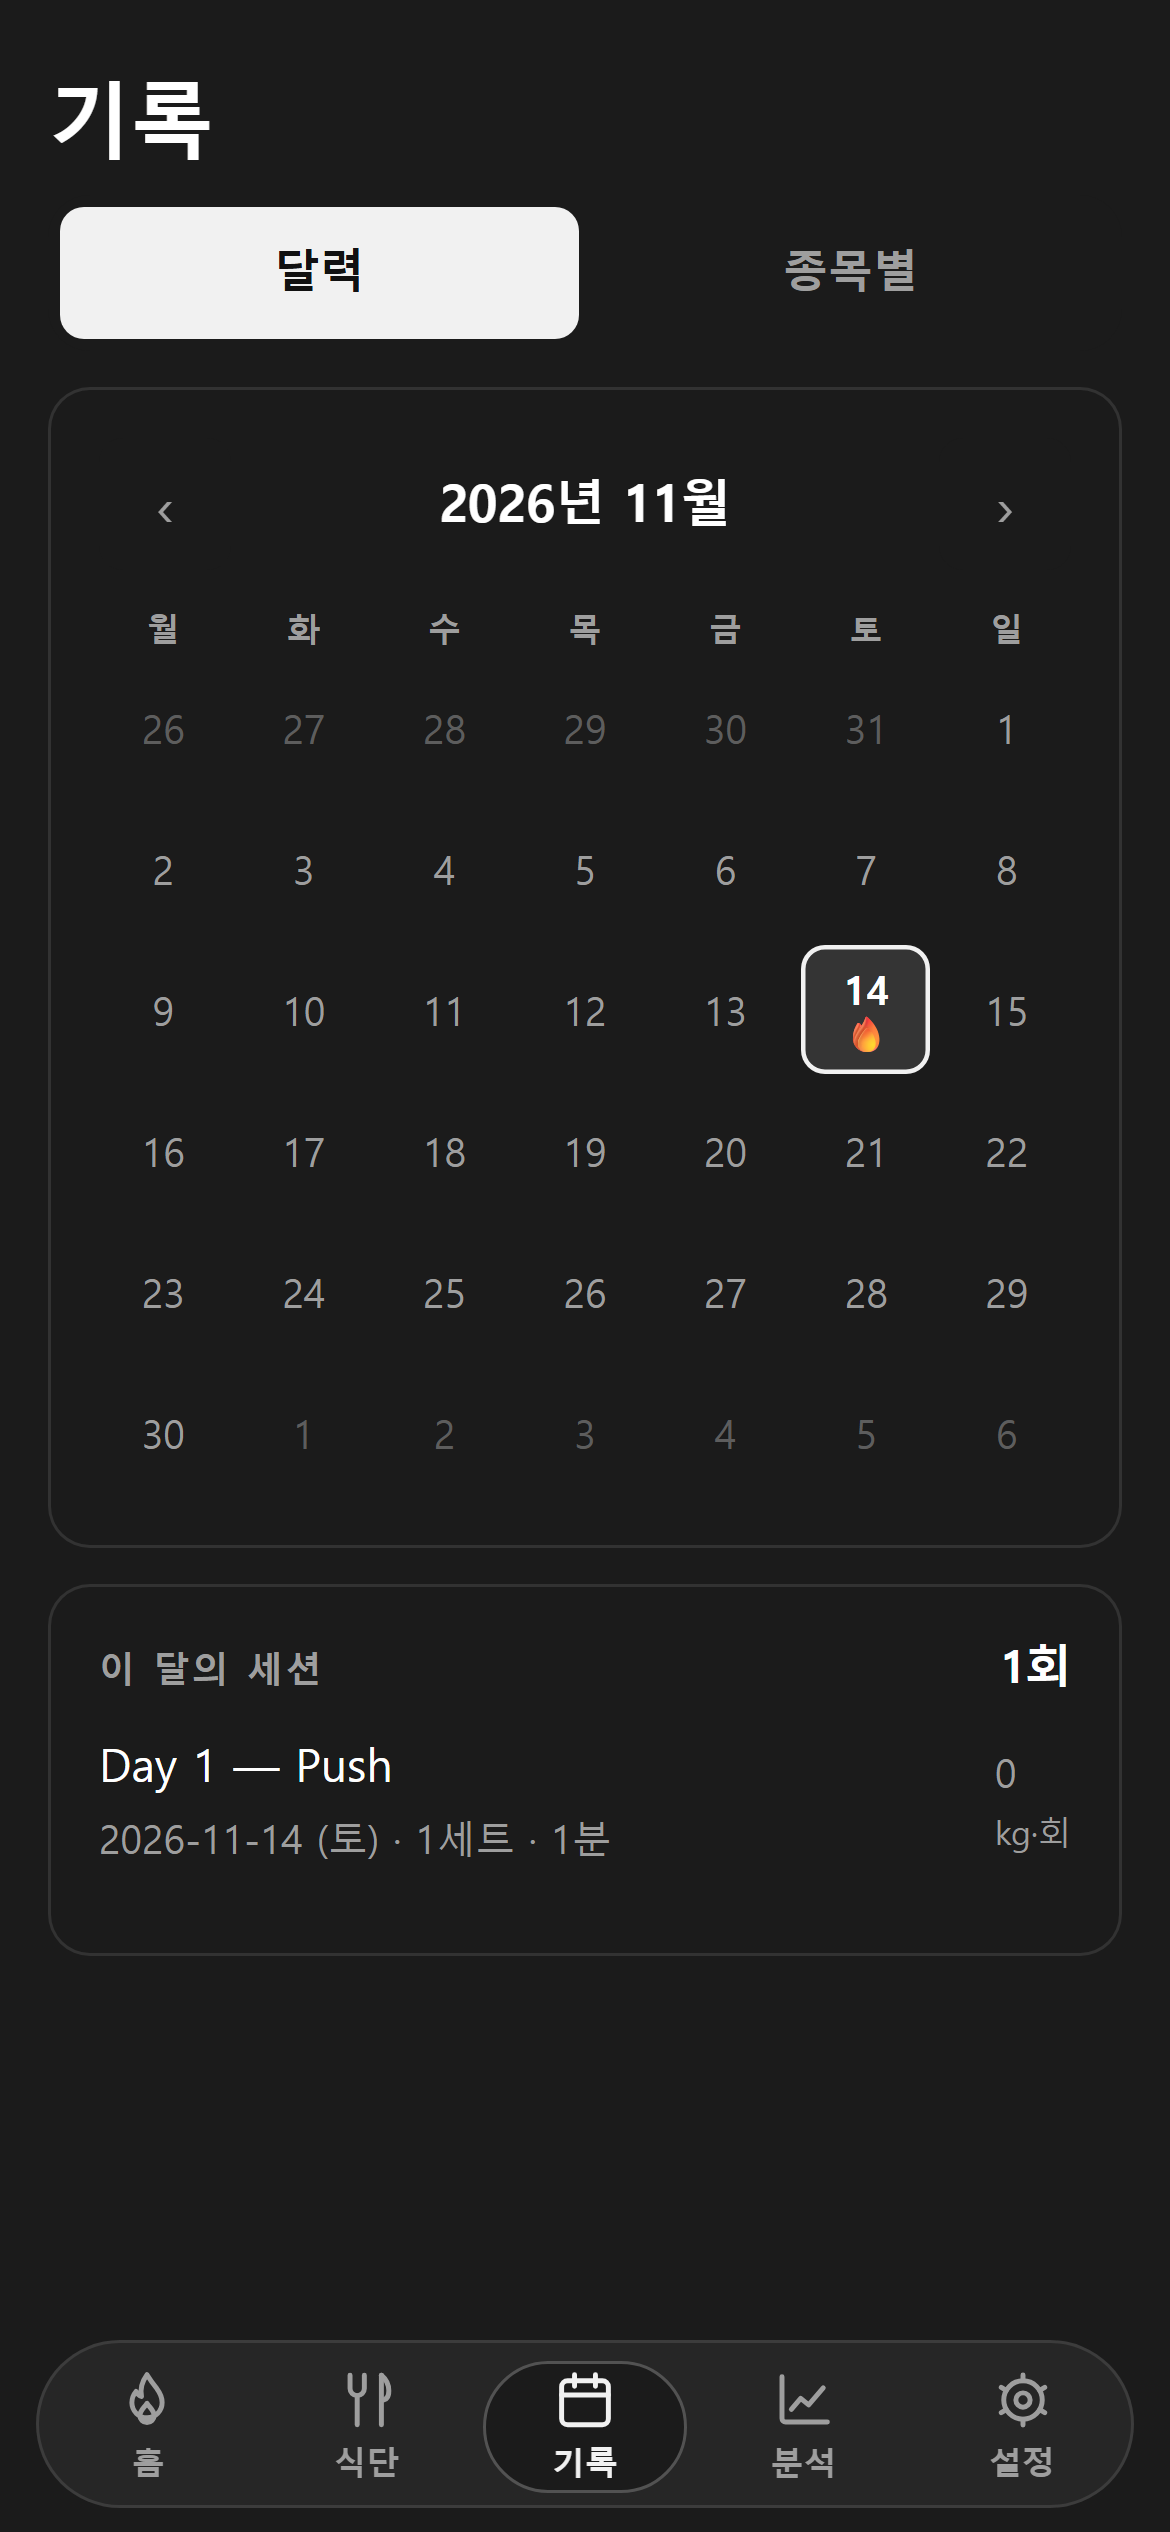 기록
달력 종목별
‹ 2026년 11월 ›
월 화 수 목 금 토 일
26 27 28 29 30 31 1
2 3 4 5 6 7 8
9 10 11 12 13 14 15
16 17 18 19 20 21 22
23 24 25 26 27 28 29
30 1 2 3 4 5 6
이 달의 세션 1회
Day 1 — Push 0
2026-11-14 (토) · 1세트 · 1분 kg·회
홈 식단 기록 분석 설정